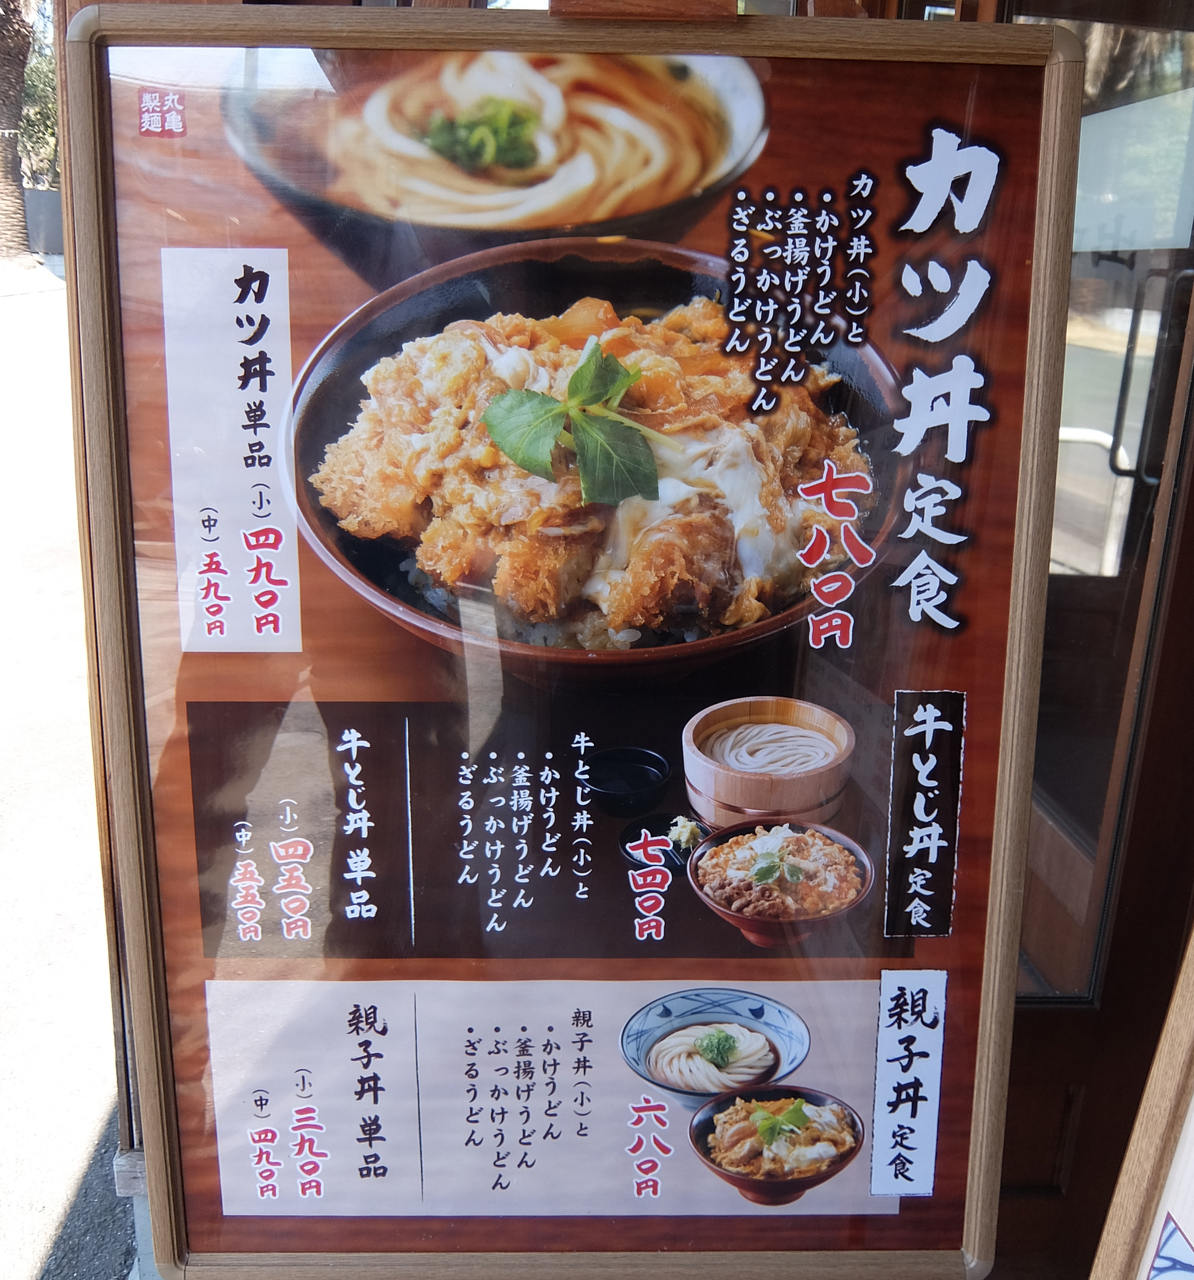 丸亀
製麺
カツ丼定食
カツ丼(小)と
・かけうどん
・釜揚げうどん
・ぶっかけうどん
・ざるうどん
七八〇円
カツ丼 単品
(小)四九〇円
(中)五九〇円
牛とじ丼定食
七四〇円
牛とじ丼(小)と
・かけうどん
・釜揚げうどん
・ぶっかけうどん
・ざるうどん
牛とじ丼 単品
(小)四五〇円
(中)五五〇円
親子丼定食
六八〇円
親子丼(小)と
・かけうどん
・釜揚げうどん
・ぶっかけうどん
・ざるうどん
親子丼 単品
(小)三九〇円
(中)四九〇円